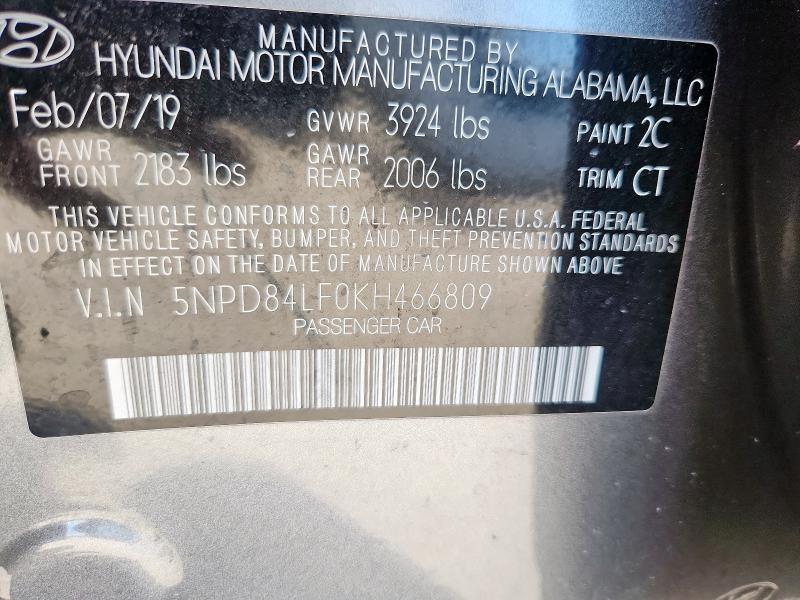 MANUFACTURED BY
HYUNDAI MOTOR MANUFACTURING ALABAMA, LLC
Feb/07/19 GVWR 3924 lbs PAINT 2C
GAWR FRONT 2183 lbs GAWR REAR 2006 lbs TRIM CT
THIS VEHICLE CONFORMS TO ALL APPLICABLE U.S.A. FEDERAL
MOTOR VEHICLE SAFETY, BUMPER, AND THEFT PREVENTION STANDARDS
IN EFFECT ON THE DATE OF MANUFACTURE SHOWN ABOVE
V.I.N 5NPD84LF0KH466809
PASSENGER CAR